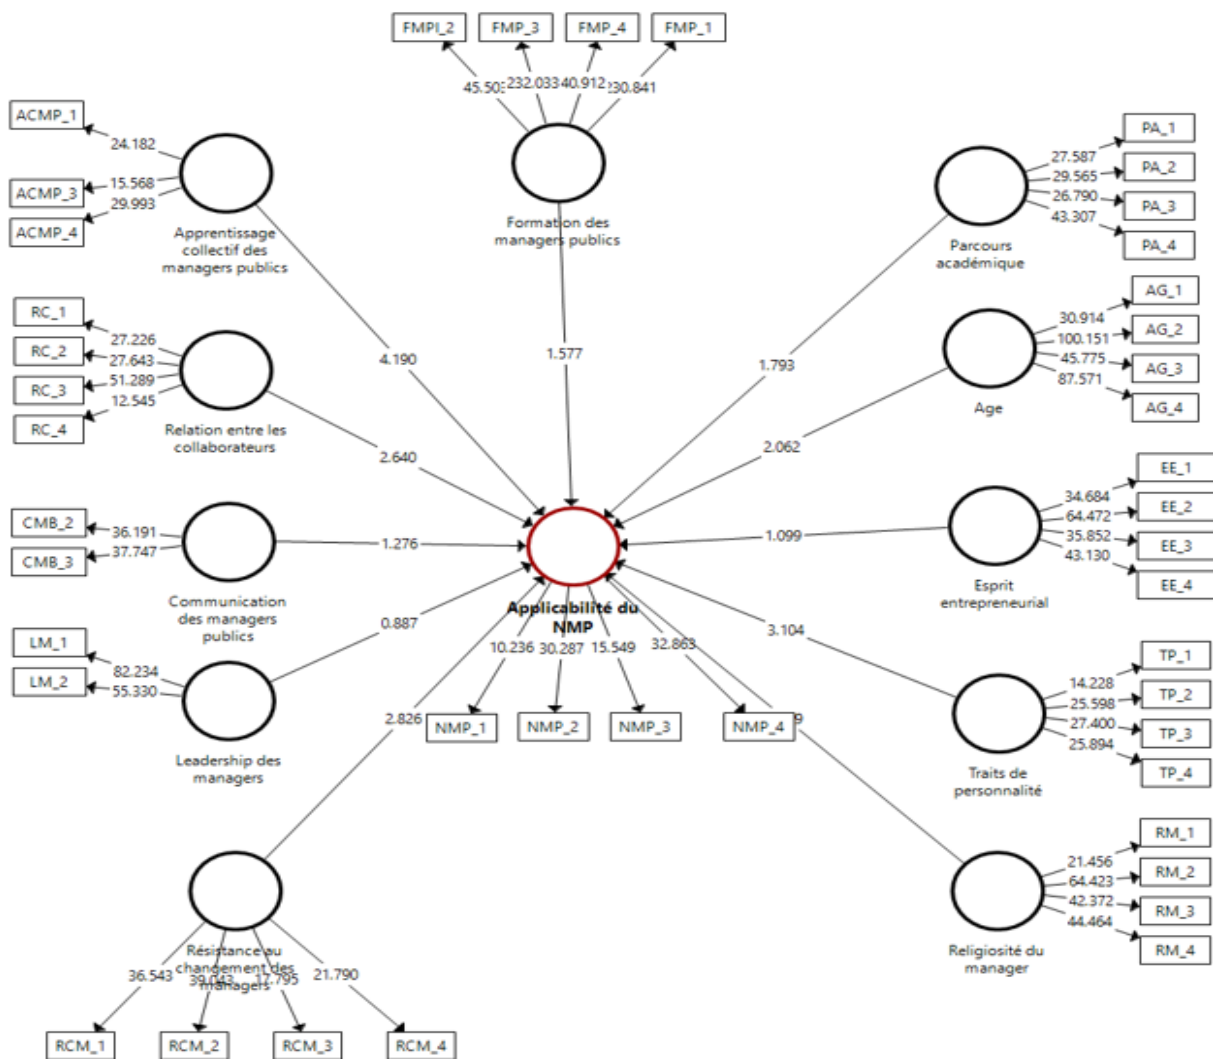 FMPI_2
FMP_3
FMP_4
FMP_1
232.033
30.841
ACMP_1
24.182
ACMP_3
15.568
ACMP_4
29.993
Apprentissage
collectif des
managers publics
Formation des
managers publics
PA_1
27.587
PA_2
29.565
PA_3
26.790
PA_4
43.307
Parcours
académique
RC_1
27.226
RC_2
27.643
RC_3
51.289
RC_4
12.545
Relation entre les
collaborateurs
4.190
1.577
1.793
AG_1
30.914
AG_2
100.151
AG_3
45.775
AG_4
87.571
Age
2.640
2.062
CMB_2
36.191
CMB_3
37.747
Communication
des managers
publics
1.276
1.099
EE_1
34.684
EE_2
64.472
EE_3
35.852
EE_4
43.130
Esprit
entrepreneurial
Applicabilité du
NMP
0.887
3.104
LM_1
82.234
LM_2
55.330
Leadership des
managers
10.236
30.287
15.549
32.863
NMP_1
NMP_2
NMP_3
NMP_4
2.826
TP_1
14.228
TP_2
25.598
TP_3
27.400
TP_4
25.894
Traits de
personnalité
RM_1
21.456
RM_2
64.423
RM_3
42.372
RM_4
44.464
Religiosité du
manager
Résistance au
changement des
managers
36.543
39.043
17.795
21.790
RCM_1
RCM_2
RCM_3
RCM_4